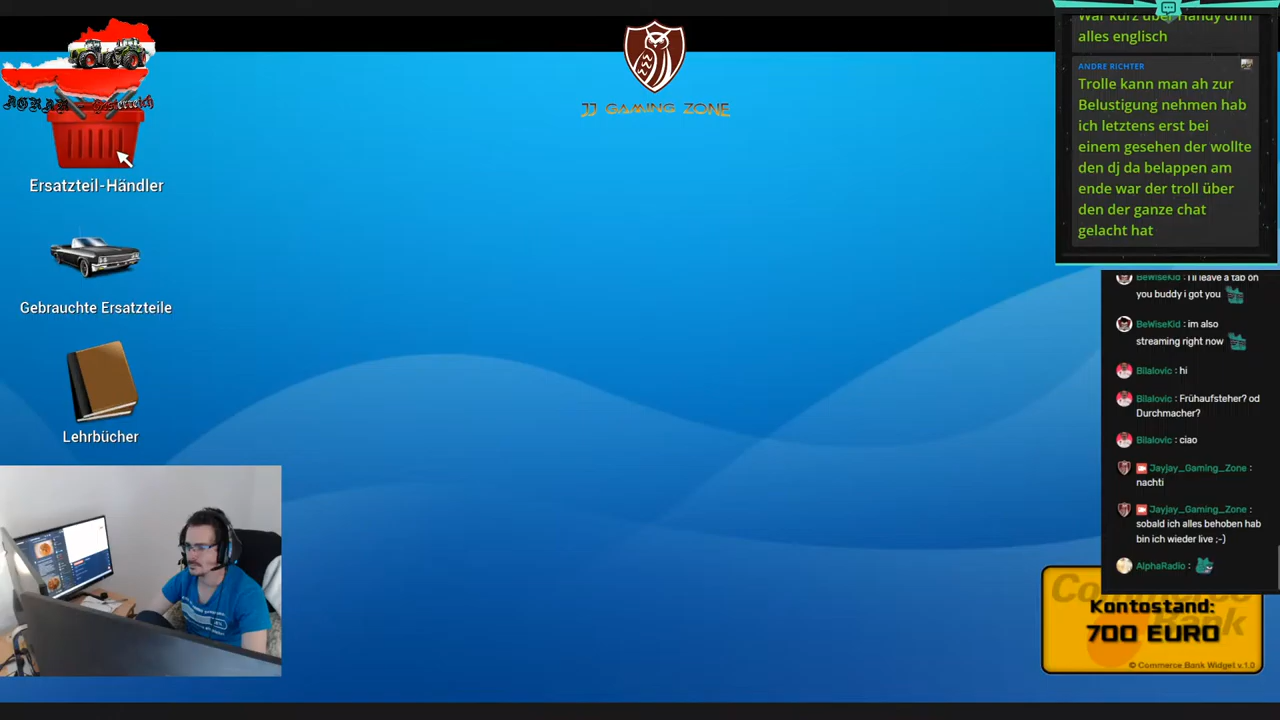 AGRAR Österreich
Ersatzteil-Händler
Gebrauchte Ersatzteile
Lehrbücher
JJ GAMING ZONE
War kurz über Handy drin
alles englisch
ANDRE RICHTER
Trolle kann man ah zur
Belustigung nehmen hab
ich letztens erst bei
einem gesehen der wollte
den dj da belappen am
ende war der troll über
den der ganze chat
gelacht hat
BeWiseKid : i'll leave a tab on
you buddy i got you
BeWiseKid : im also
streaming right now
Bilalovic : hi
Bilalovic : Frühaufsteher? od
Durchmacher?
Bilalovic : ciao
Jayjay_Gaming_Zone :
nachti
Jayjay_Gaming_Zone :
sobald ich alles behoben hab
bin ich wieder live ;-)
AlphaRadio :
Commerce
Bank
Kontostand:
700 EURO
© Commerce Bank Widget v.1.0